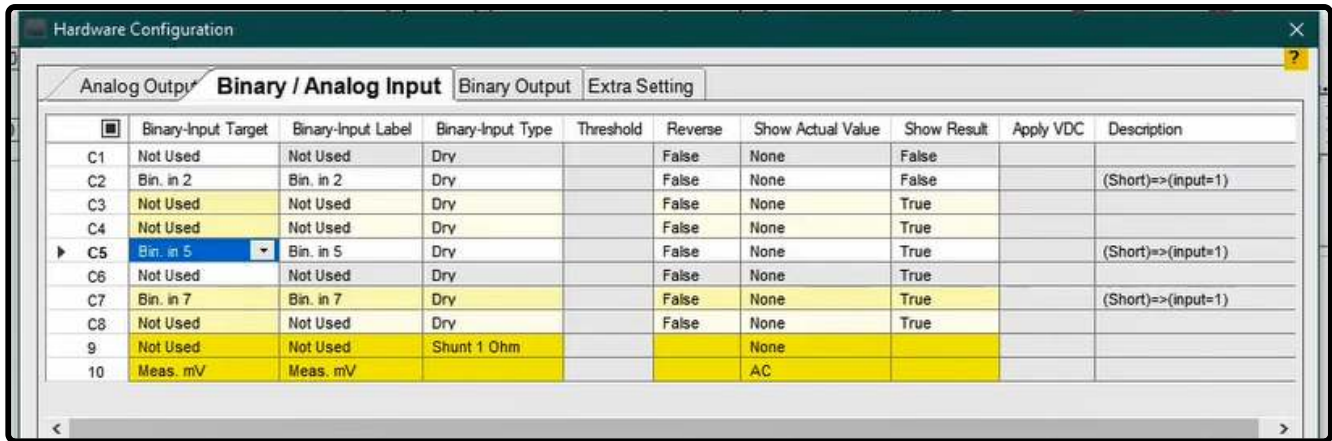 Hardware Configuration
?
Analog Output Binary / Analog Input Binary Output Extra Setting
Binary-Input Target Binary-Input Label Binary-Input Type Threshold Reverse Show Actual Value Show Result Apply VDC Description
C1 Not Used Not Used Dry False None False
C2 Bin. in 2 Bin. in 2 Dry False None False (Short)=>(input=1)
C3 Not Used Not Used Dry False None True
C4 Not Used Not Used Dry False None True
C5 Bin. in 5 Bin. in 5 Dry False None True (Short)=>(input=1)
C6 Not Used Not Used Dry False None True
C7 Bin. in 7 Bin. in 7 Dry False None True (Short)=>(input=1)
C8 Not Used Not Used Dry False None True
9 Not Used Not Used Shunt 1 Ohm None
10 Meas. mV Meas. mV AC